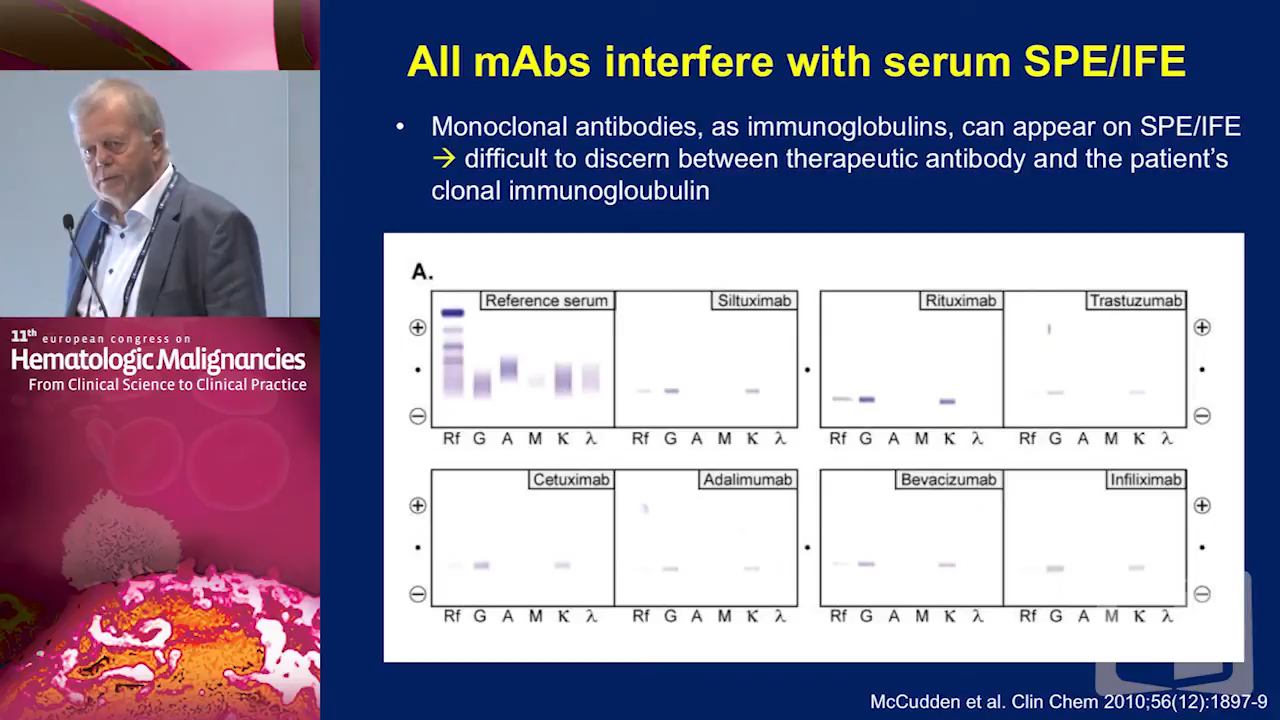 All mAbs interfere with serum SPE/IFE
• Monoclonal antibodies, as immunoglobulins, can appear on SPE/IFE
→ difficult to discern between therapeutic antibody and the patient’s
clonal immunogloubulin
11th european congress on
Hematologic Malignancies
From Clinical Science to Clinical Practice
A.
Reference serum Siltuximab Rituximab Trastuzumab
+ +
• • •
− −
Rf G A M κ λ Rf G A M κ λ Rf G A M κ λ Rf G A M κ λ
Cetuximab Adalimumab Bevacizumab Infiliximab
+ +
• • •
− −
Rf G A M κ λ Rf G A M κ λ Rf G A M κ λ Rf G A M κ λ
McCudden et al. Clin Chem 2010;56(12):1897-9